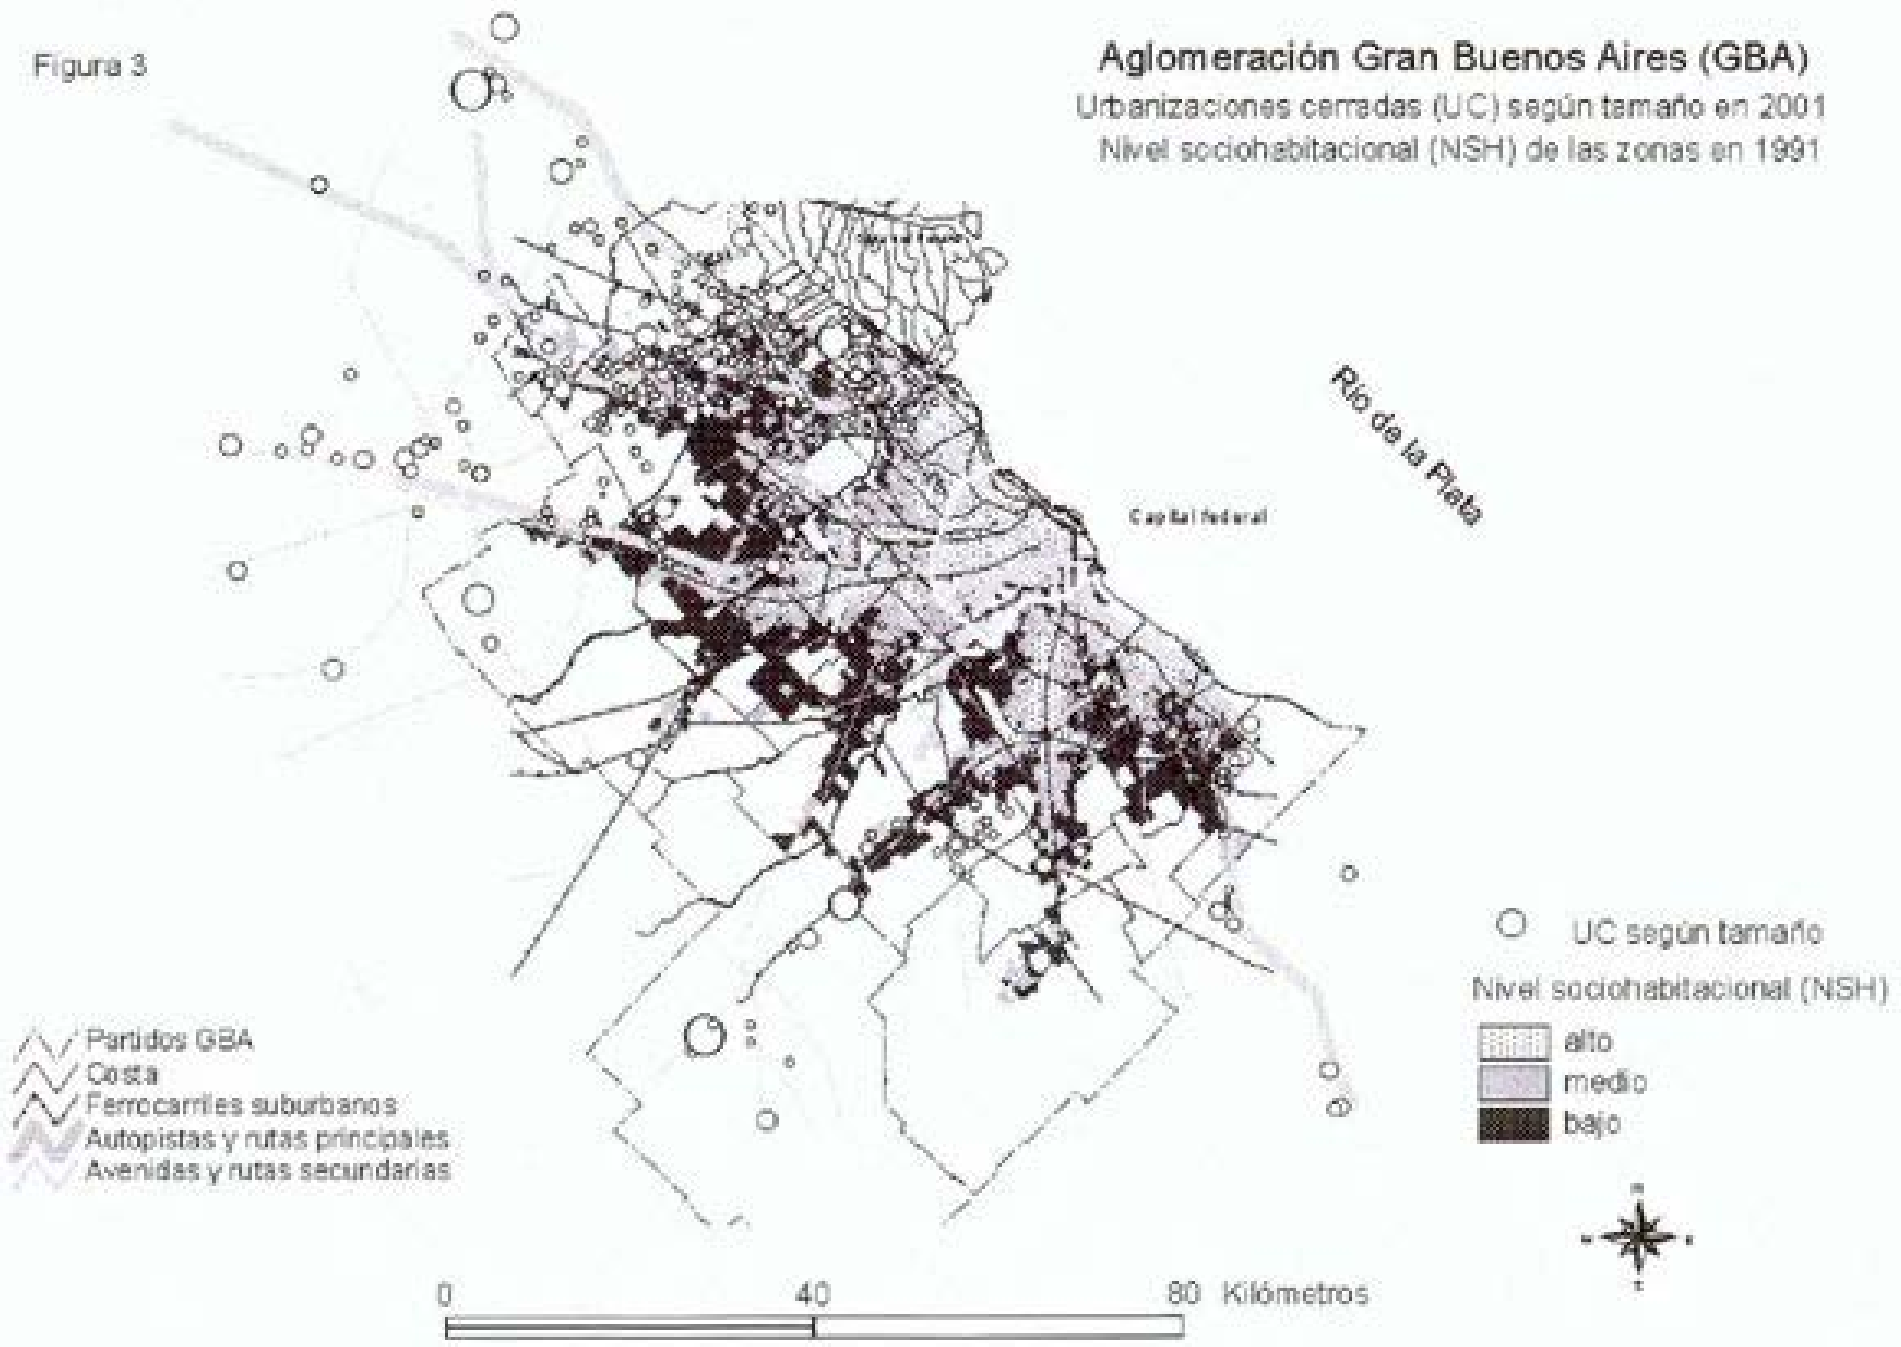 Figura 3
Aglomeración Gran Buenos Aires (GBA)
Urbanizaciones cerradas (UC) según tamaño en 2001
Nivel sociohabitacional (NSH) de las zonas en 1991
Río de la Plata
Capital federal
UC según tamaño
Nivel sociohabitacional (NSH)
alto
medio
bajo
Partidos GBA
Costa
Ferrocarriles suburbanos
Autopistas y rutas principales
Avenidas y rutas secundarias
0 40 80 Kilómetros